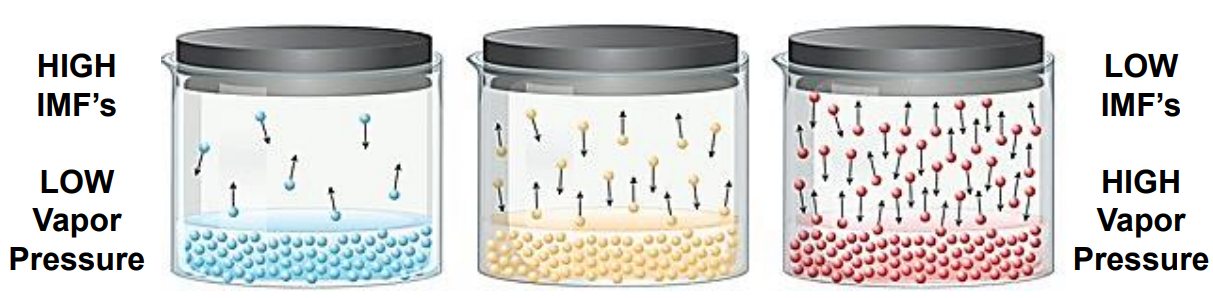 HIGH
IMF's
LOW
Vapor
Pressure
LOW
IMF's
HIGH
Vapor
Pressure